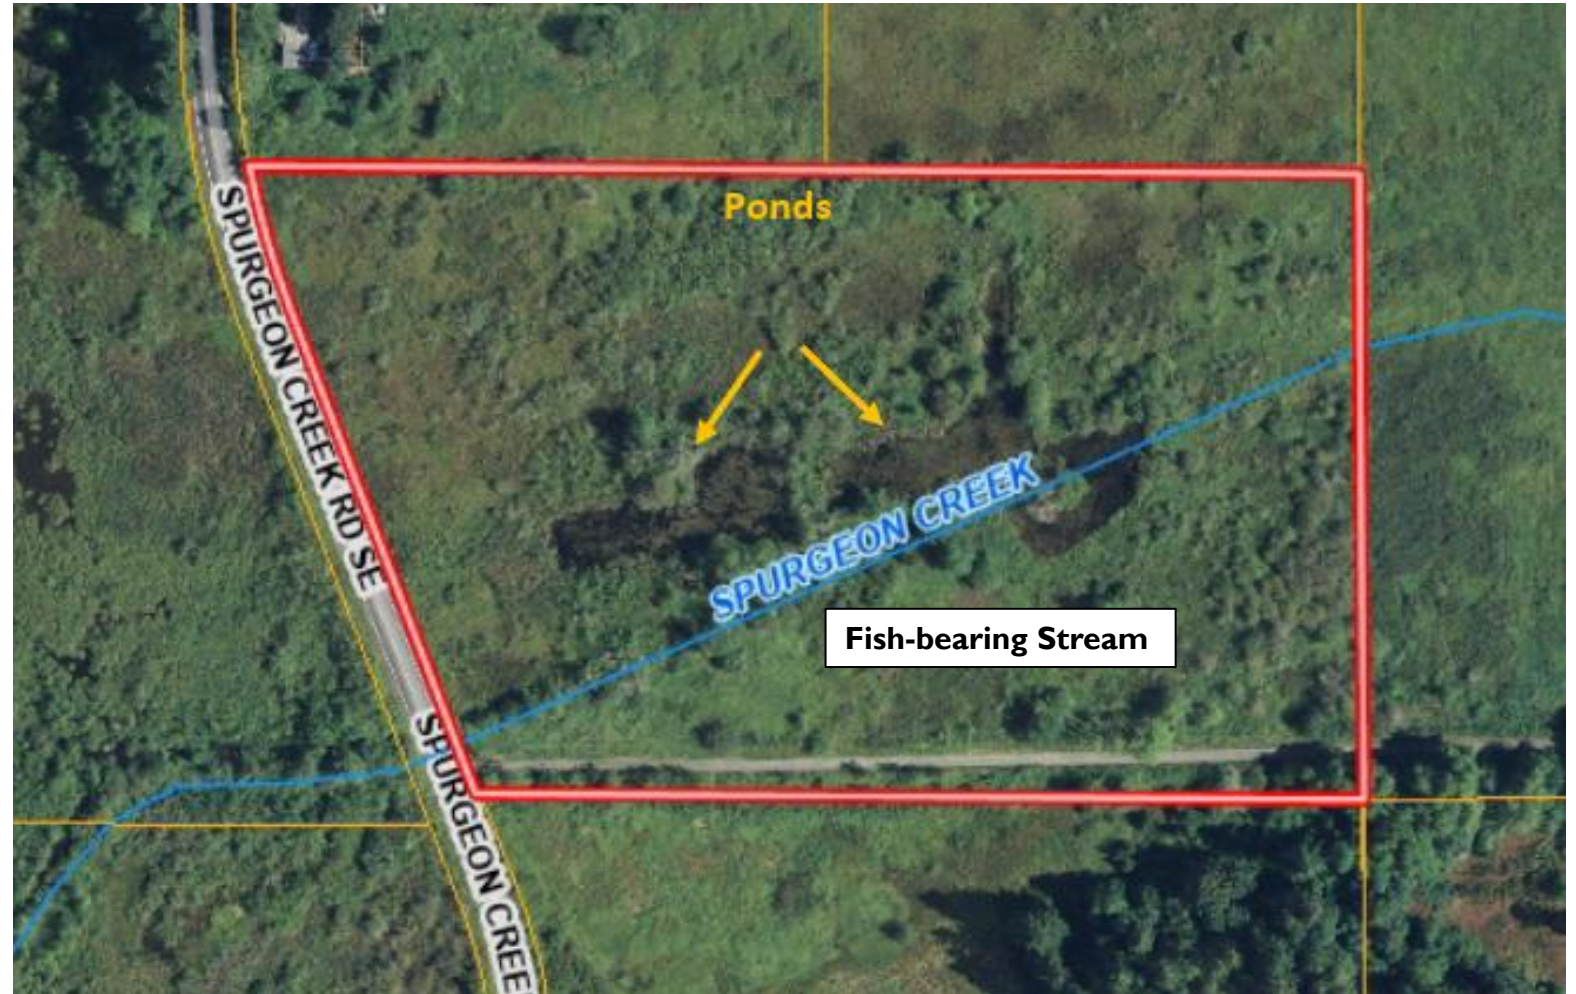 SPURGEON CREEK RD SE
Ponds
SPURGEON CREEK
Fish-bearing Stream
SPURGEON CREE